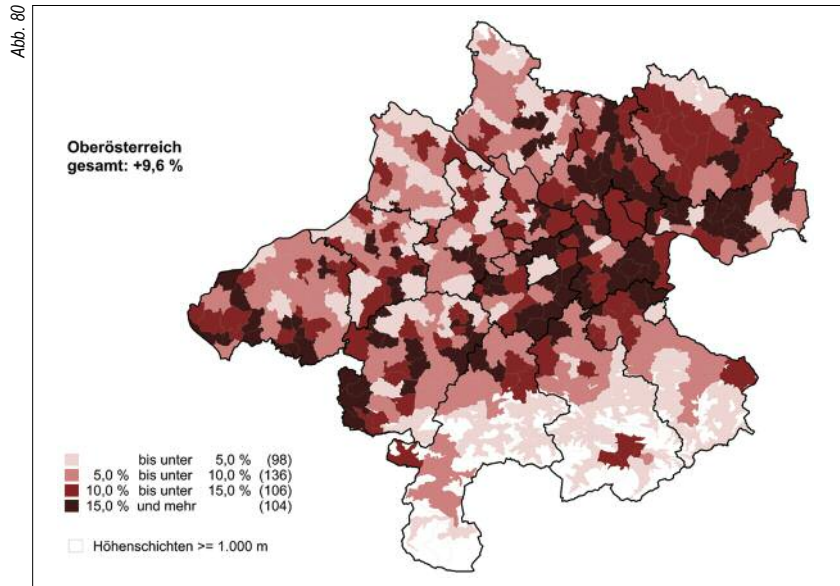 Abb. 80
Oberösterreich
gesamt: +9,6 %
bis unter 5,0 % (98)
5,0 % bis unter 10,0 % (136)
10,0 % bis unter 15,0 % (106)
15,0 % und mehr (104)
Höhenschichten >= 1.000 m